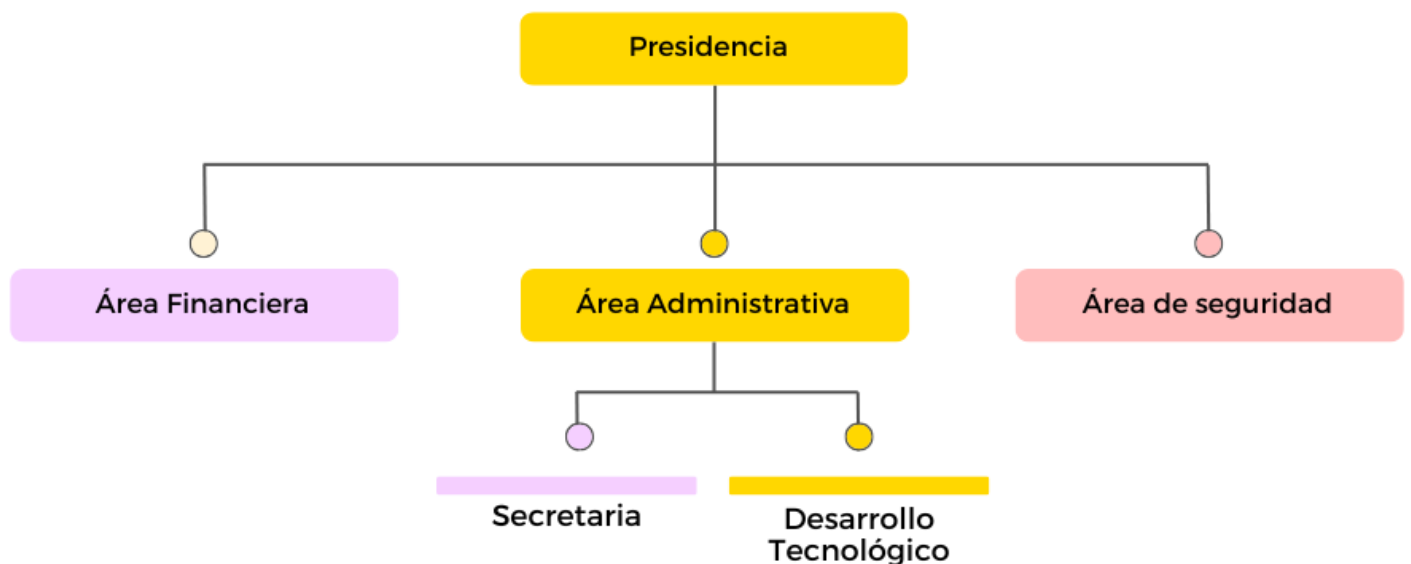 Presidencia
Área Financiera
Área Administrativa
Área de seguridad
Secretaria
Desarrollo
Tecnológico